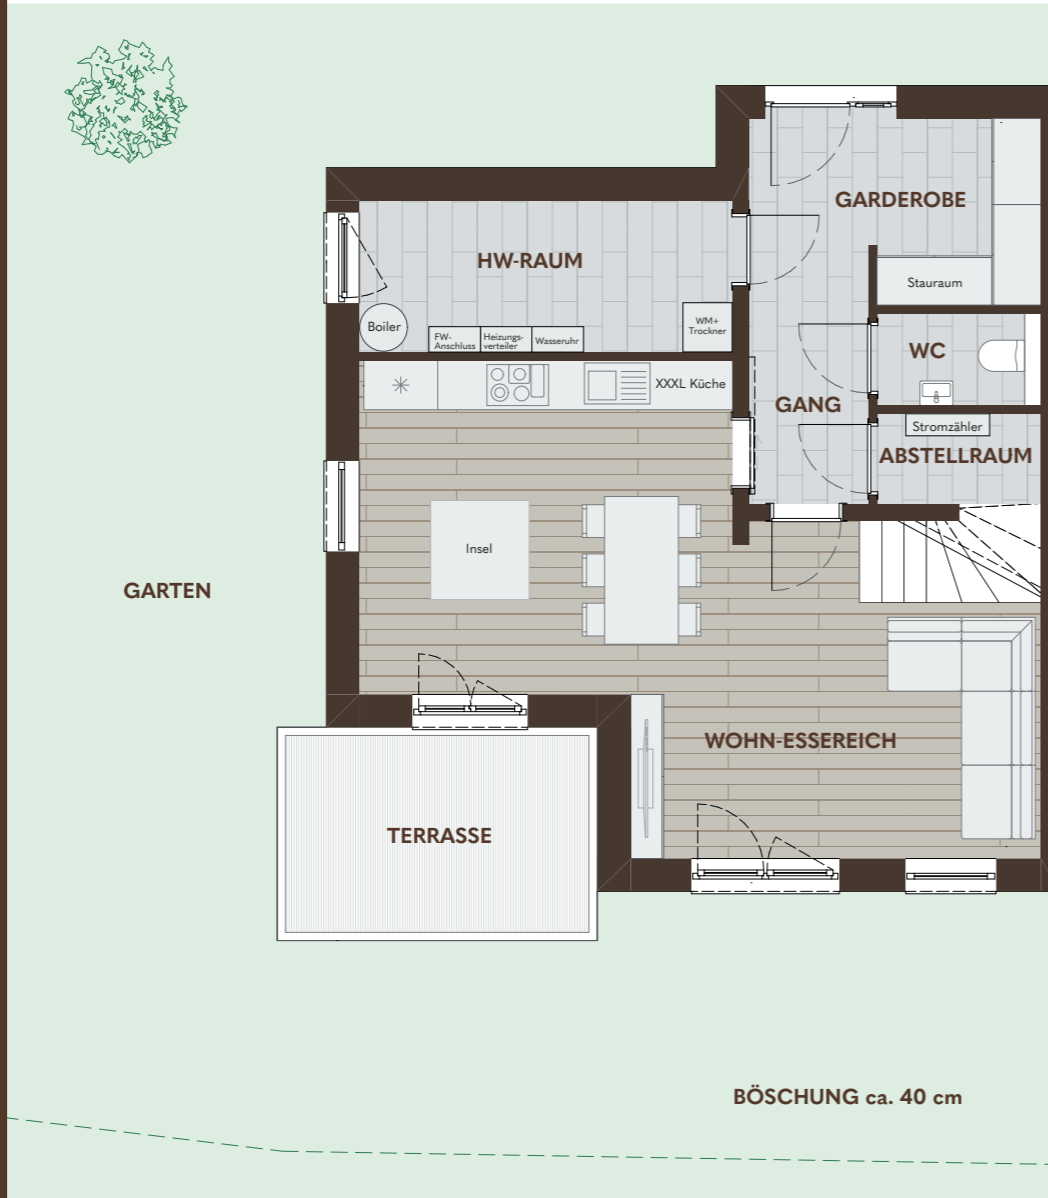 GARDEROBE
HW-RAUM
Stauraum
Boiler
WM+
Trockner
FW-
Anschluss
Heizungs-
verteiler
Wasseruhr
WC
XXXL Küche
GANG
Stromzähler
ABSTELLRAUM
Insel
GARTEN
WOHN-ESSEREICH
TERRASSE
BÖSCHUNG ca. 40 cm